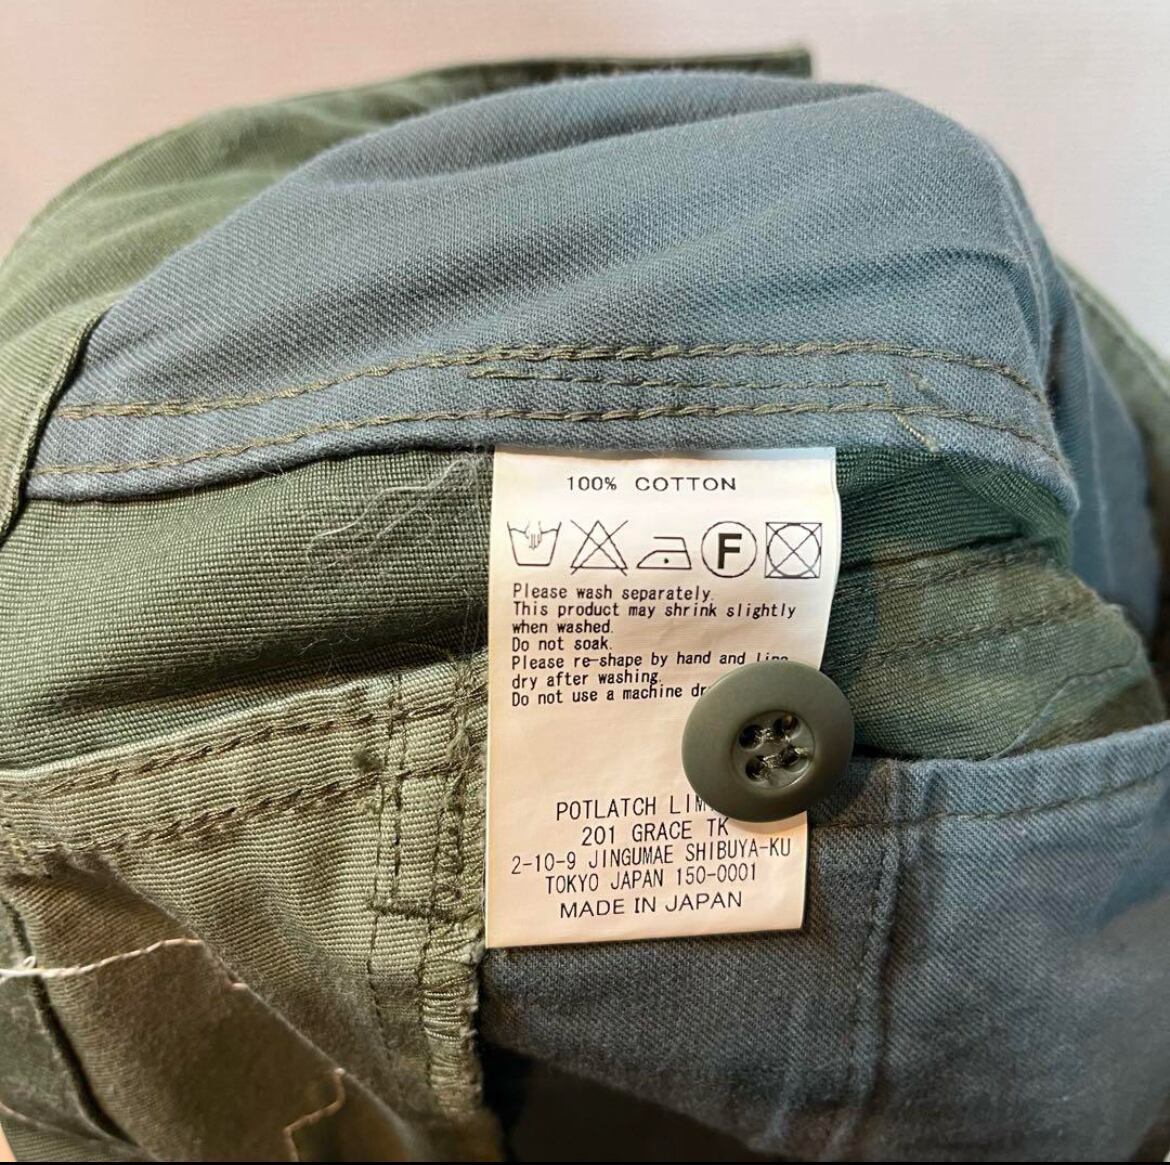 100% COTTON
F
Please wash separately.
This product may shrink slightly
when washed.
Do not soak.
Please re-shape by hand and line
dry after washing.
Do not use a machine
POTLATCH
201 GRACE TK
2-10-9 JINGUMAE SHIBUYA-KU
TOKYO JAPAN 150-0001
MADE IN JAPAN